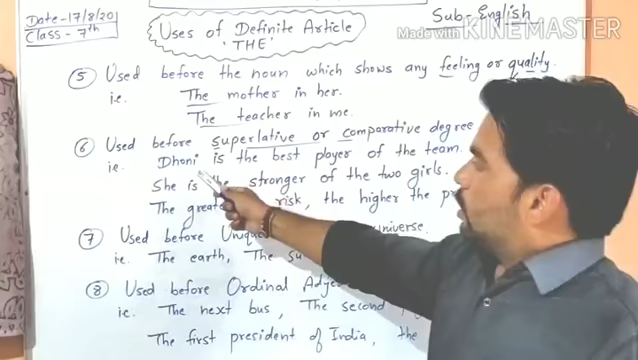 Date-17/8/20
Class - 7th
Uses of Definite Article
'THE'
Sub- English
Made with KINEMASTER
⑤ Used before the noun which shows any feeling or quality.
i.e. The mother in her.
The teacher in me.
⑥ Used before superlative or comparative degree
ie. Dhoni is the best player of the team.
She is the stronger of the two girls.
The risk, the higher the
⑦ Used before universe.
ie. The earth, The
⑧ Used before Ordinal
ie. The next bus, The second
The first president of India, the